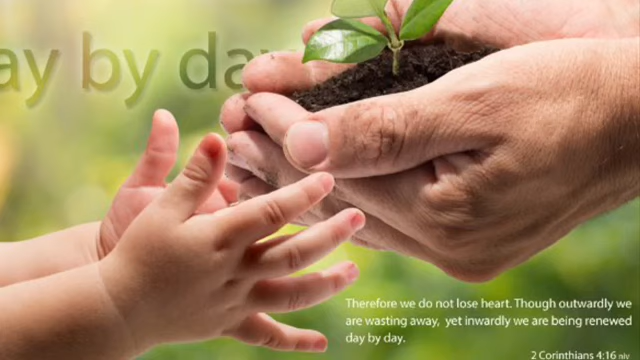 ay by day
Therefore we do not lose heart. Though outwardly we
are wasting away, yet inwardly we are being renewed
day by day.
2 Corinthians 4:16 NIV